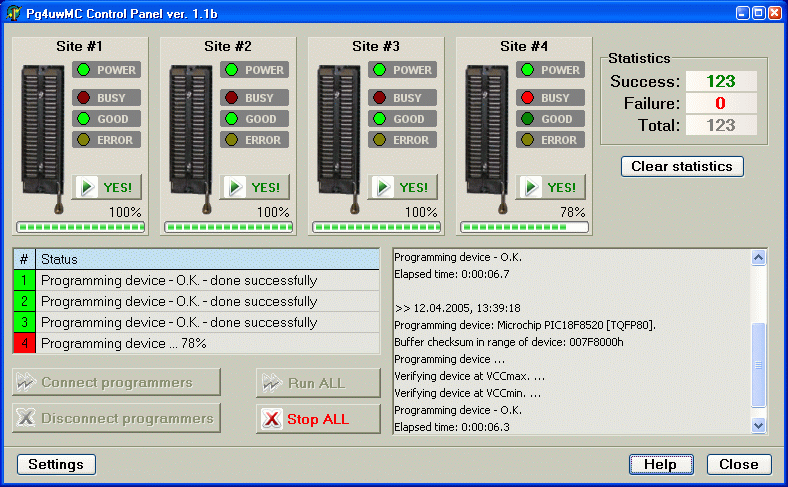 Pg4uwMC Control Panel ver. 1.1b
Site #1
POWER
BUSY
GOOD
ERROR
YES!
100%
Site #2
POWER
BUSY
GOOD
ERROR
YES!
100%
Site #3
POWER
BUSY
GOOD
ERROR
YES!
100%
Site #4
POWER
BUSY
GOOD
ERROR
YES!
78%
Statistics
Success: 123
Failure: 0
Total: 123
Clear statistics
# Status
1 Programming device - O.K. - done successfully
2 Programming device - O.K. - done successfully
3 Programming device - O.K. - done successfully
4 Programming device ... 78%
Connect programmers
Run ALL
Disconnect programmers
Stop ALL
Programming device - O.K.
Elapsed time: 0:00:06.7
>> 12.04.2005, 13:39:18
Programming device: Microchip PIC18F8520 [TQFP80].
Buffer checksum in range of device: 007F8000h
Programming device ...
Verifying device at VCCmax. ...
Verifying device at VCCmin. ...
Programming device - O.K.
Elapsed time: 0:00:06.3
Settings
Help
Close